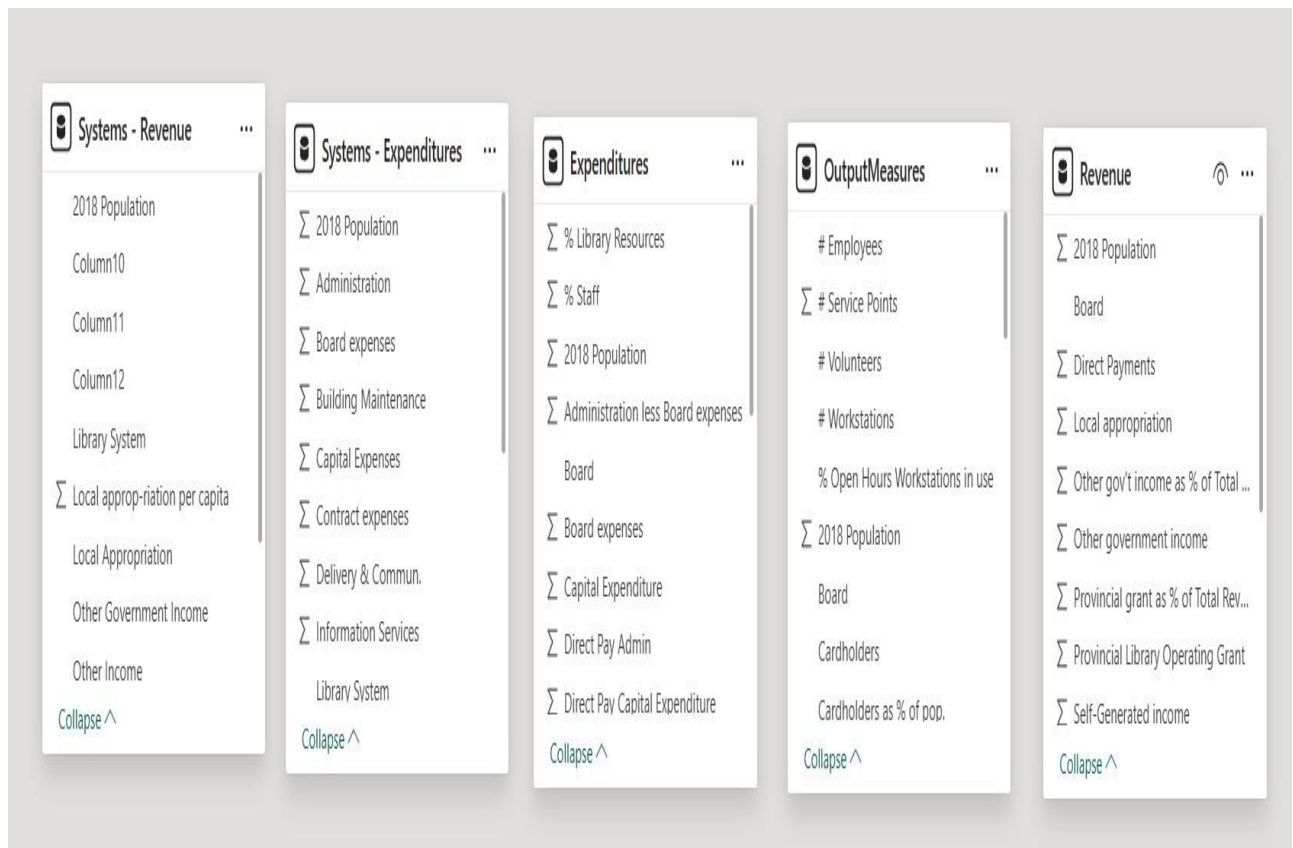 Systems - Revenue
2018 Population
Column10
Column11
Column12
Library System
Local approp-riation per capita
Local Appropriation
Other Government Income
Other Income
Collapse
Systems - Expenditures
2018 Population
Administration
Board expenses
Building Maintenance
Capital Expenses
Contract expenses
Delivery & Commun.
Information Services
Library System
Collapse
Expenditures
% Library Resources
% Staff
2018 Population
Administration less Board expenses
Board
Board expenses
Capital Expenditure
Direct Pay Admin
Direct Pay Capital Expenditure
Collapse
OutputMeasures
# Employees
# Service Points
# Volunteers
# Workstations
% Open Hours Workstations in use
2018 Population
Board
Cardholders
Cardholders as % of pop.
Collapse
Revenue
2018 Population
Board
Direct Payments
Local appropriation
Other gov't income as % of Total ...
Other government income
Provincial grant as % of Total Rev...
Provincial Library Operating Grant
Self-Generated income
Collapse